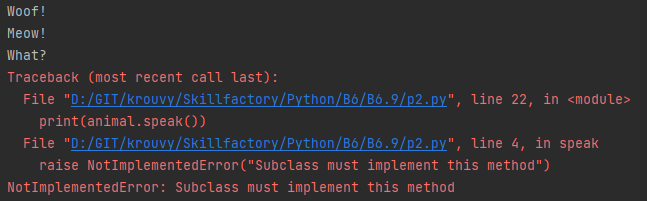 Woof!
Meow!
What?
Traceback (most recent call last):
  File "D:/GIT/krouvy/Skillfactory/Python/B6/B6.9/p2.py", line 22, in <module>
    print(animal.speak())
  File "D:/GIT/krouvy/Skillfactory/Python/B6/B6.9/p2.py", line 4, in speak
    raise NotImplementedError("Subclass must implement this method")
NotImplementedError: Subclass must implement this method